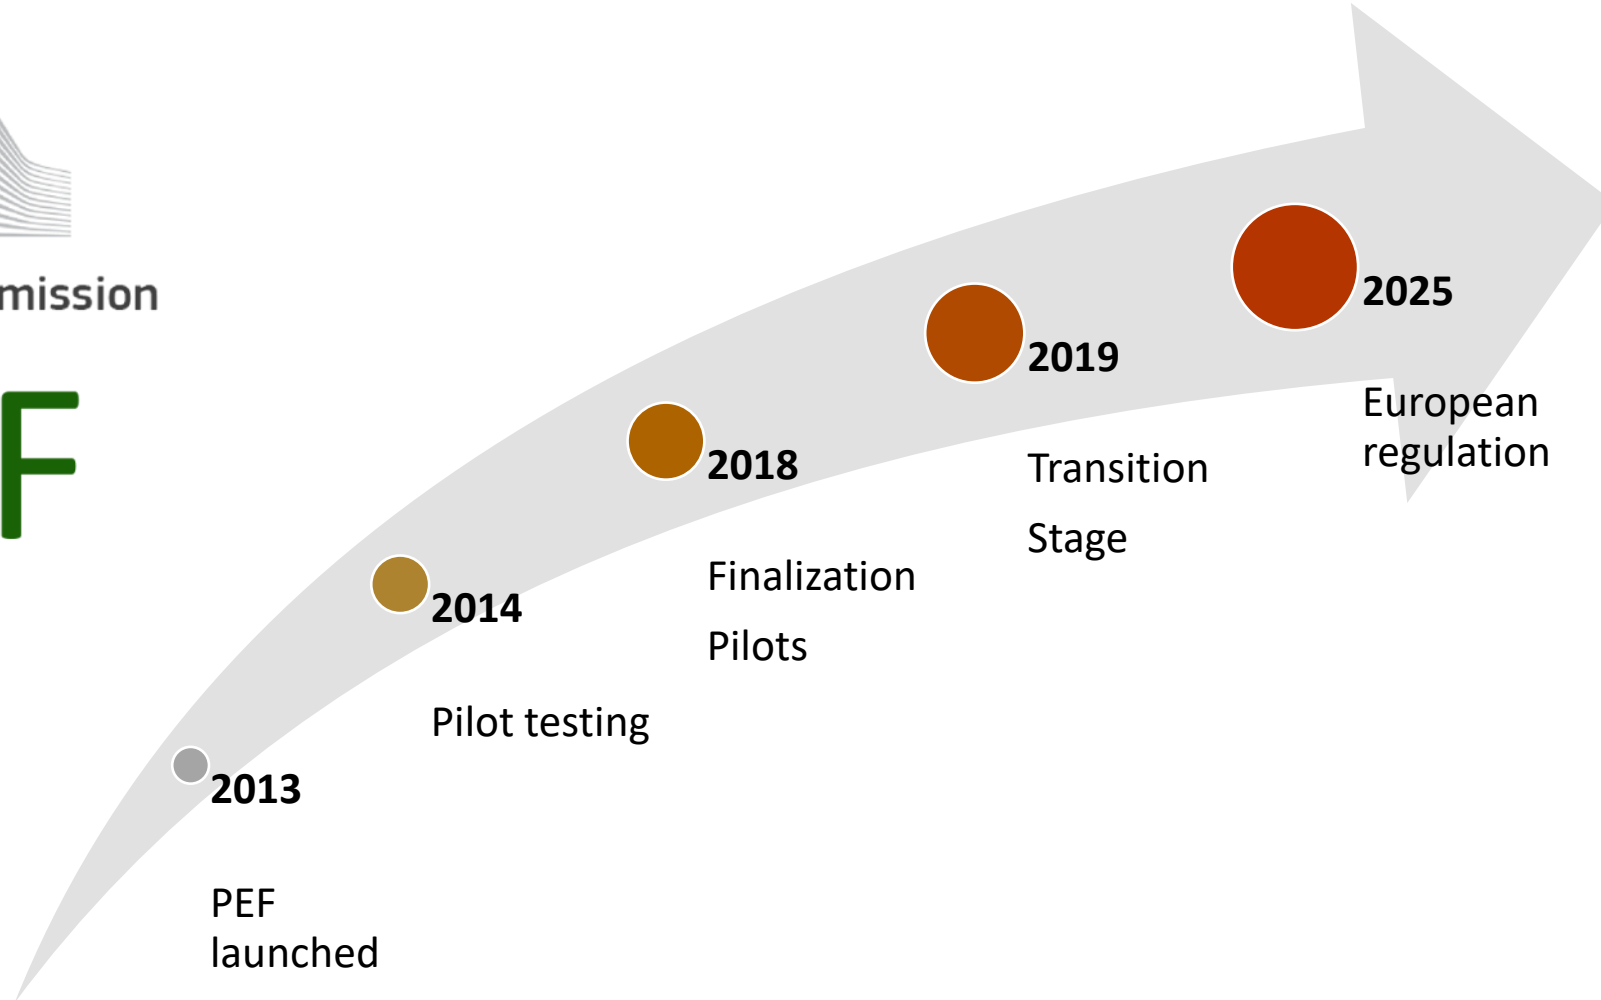 mission
F
2013
PEF
launched
2014
Pilot testing
2018
Finalization
Pilots
2019
Transition
Stage
2025
European
regulation